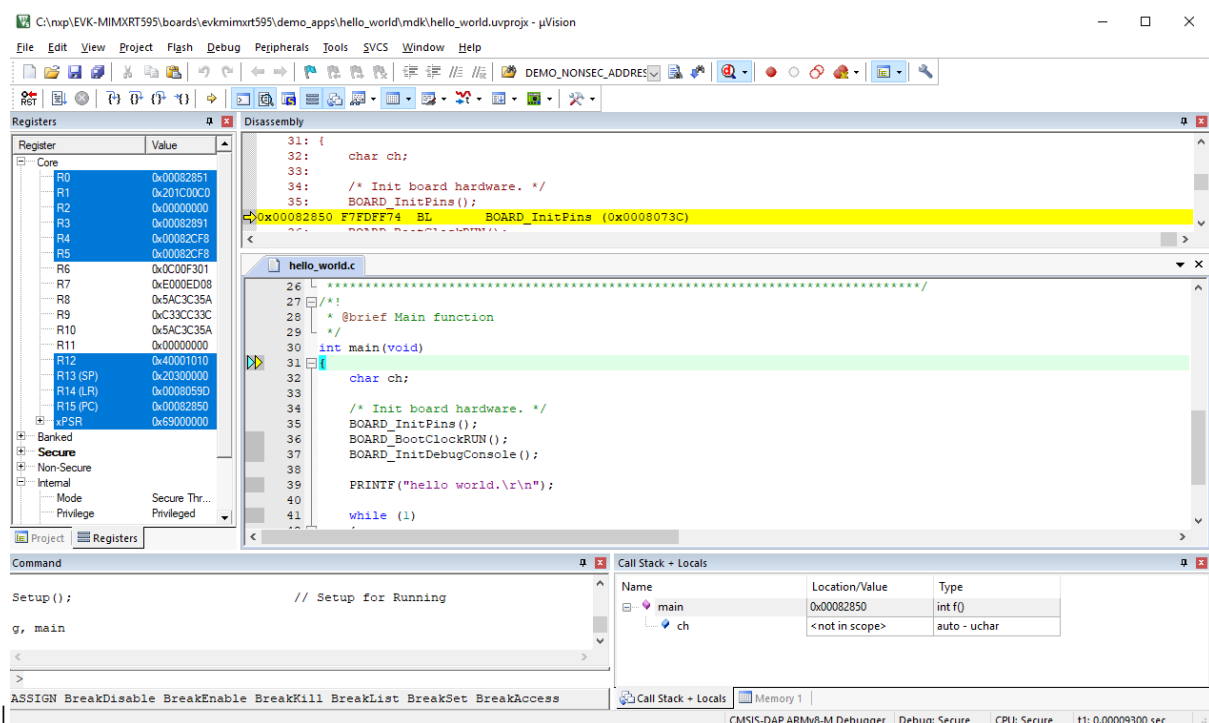 C:\nxp\EVK-MIMXRT595\boards\evkmimxrt595\demo_apps\hello_world\mdk\hello_world.uvprojx - µVision
File Edit View Project Flash Debug Peripherals Tools SVCS Window Help
DEMO_NONSEC_ADDRES
RST
Registers
Register Value
Core
R0 0x00082851
R1 0x201C00C0
R2 0x00000000
R3 0x00082891
R4 0x00082CF8
R5 0x00082CF8
R6 0x0C00F301
R7 0xE000ED08
R8 0x5AC3C35A
R9 0xC33CC33C
R10 0x5AC3C35A
R11 0x00000000
R12 0x40001010
R13 (SP) 0x20300000
R14 (LR) 0x0008059D
R15 (PC) 0x00082850
xPSR 0x69000000
Banked
Secure
Non-Secure
Internal
Mode Secure Thr...
Privilege Privileged
Project Registers
Disassembly
31: {
32: char ch;
33:
34: /* Init board hardware. */
35: BOARD_InitPins();
0x00082850 F7FDFF74 BL BOARD_InitPins (0x0008073C)
36: BOARD_BootClockRUN();
hello_world.c
26 ******************************************************************************/
27 /*!
28 * @brief Main function
29 */
30 int main(void)
31 {
32 char ch;
33
34 /* Init board hardware. */
35 BOARD_InitPins();
36 BOARD_BootClockRUN();
37 BOARD_InitDebugConsole();
38
39 PRINTF("hello world.\r\n");
40
41 while (1)
Command
Setup(); // Setup for Running
g, main
>
ASSIGN BreakDisable BreakEnable BreakKill BreakList BreakSet BreakAccess
Call Stack + Locals
Name Location/Value Type
main 0x00082850 int f()
ch <not in scope> auto - uchar
Call Stack + Locals Memory 1
CMSIS-DAP ARMv8-M Debugger Debug: Secure CPU: Secure t1: 0.00009300 sec